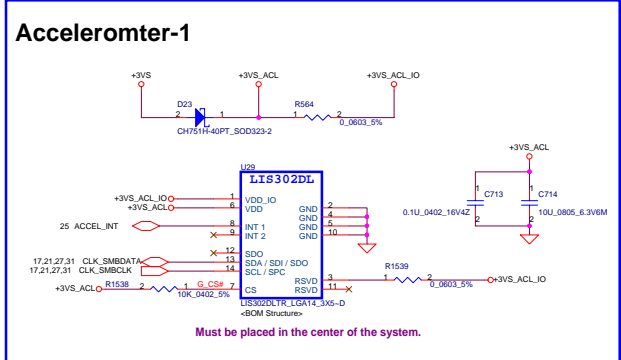 Acceleromter-1
+3VS +3VS_ACL +3VS_ACL_IO
D23 R564
2 1 1 2
CH751H-40PT_SOD323-2 0_0603_5%
+3VS_ACL
U29
LIS302DL
+3VS_ACL_IO 1 VDD_IO GND 2
+3VS_ACL 6 VDD GND 4
GND 5
25 ACCEL_INT 8 INT 1 GND 10
9 INT 2
1 C713 1 C714
0.1U_0402_16V4Z 2 10U_0805_6.3V6M 2
12 SDO
17,21,27,31 CLK_SMBDATA 13 SDA / SDI / SDO
17,21,27,31 CLK_SMBCLK 14 SCL / SPC
RSVD 3 1 R1539 2 +3VS_ACL_IO
0_0603_5%
+3VS_ACL R1538 2 1 G_CS# 7 CS RSVD 11
10K_0402_5%
LIS302DLTR_LGA14_3X5~D
<BOM Structure>
Must be placed in the center of the system.